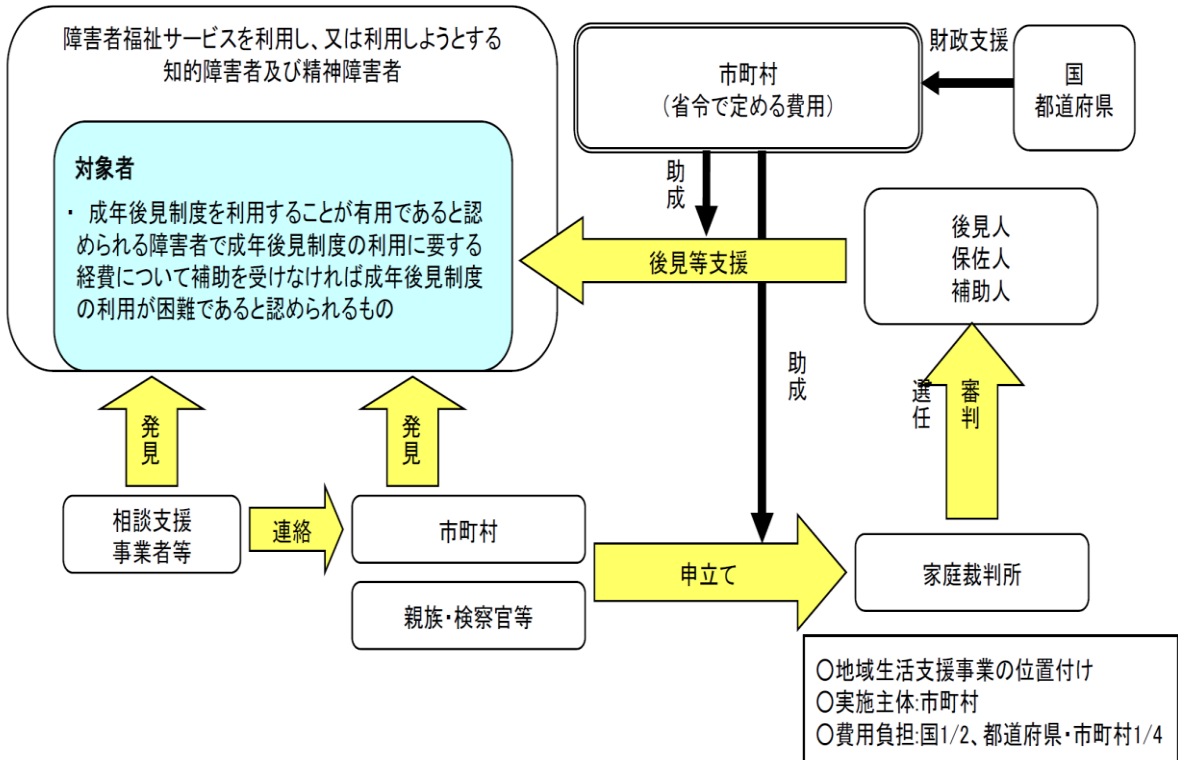 障害者福祉サービスを利用し、又は利用しようとする
知的障害者及び精神障害者
対象者
・ 成年後見制度を利用することが有用であると認
められる障害者で成年後見制度の利用に要する
経費について補助を受けなければ成年後見制度
の利用が困難であると認められるもの
市町村
(省令で定める費用)
財政支援
国
都道府県
助成
後見等支援
後見人
保佐人
補助人
助成
選任
審判
発見
発見
相談支援
事業者等
連絡
市町村
親族・検察官等
申立て
家庭裁判所
○地域生活支援事業の位置付け
○実施主体:市町村
○費用負担:国1/2、都道府県・市町村1/4